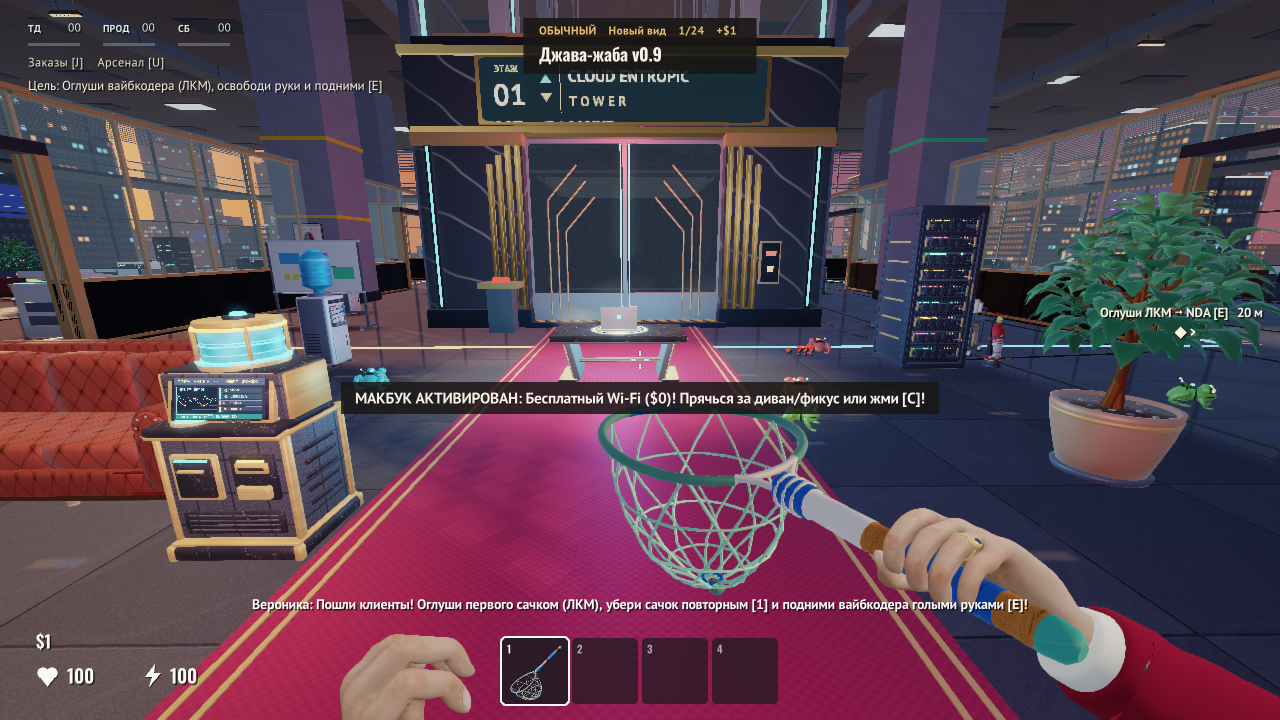 ТД 00 ПРОД 00 СБ 00
Заказы [J] Арсенал [U]
Цель: Оглуши вайбкодера (ЛКМ), освободи руки и подними [E]
ОБЫЧНЫЙ Новый вид 1/24 +$1
Джава-жаба v0.9
ЭТАЖ
01
CLOUD ENTROPIC
TOWER
Оглуши ЛКМ → NDA [E] 20 м
МАКБУК АКТИВИРОВАН: Бесплатный Wi-Fi ($0)! Прячься за диван/фикус или жми [C]!
Вероника: Пошли клиенты! Оглуши первого сачком (ЛКМ), убери сачок повторным [1] и подними вайбкодера голыми руками [E]!
$1
100 100
1 2 3 4